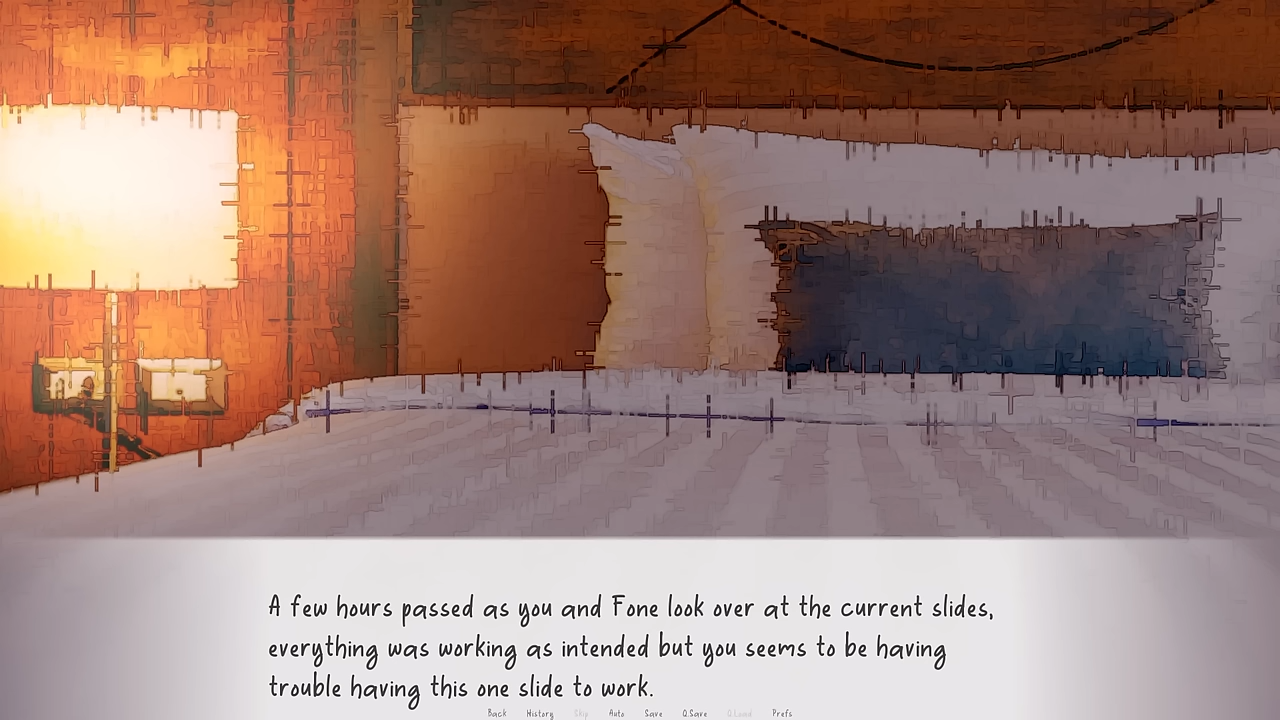 A few hours passed as you and Fone look over at the current slides,
everything was working as intended but you seems to be having
trouble having this one slide to work.
Back History Skip Auto Save Q.Save Q.Load Prefs